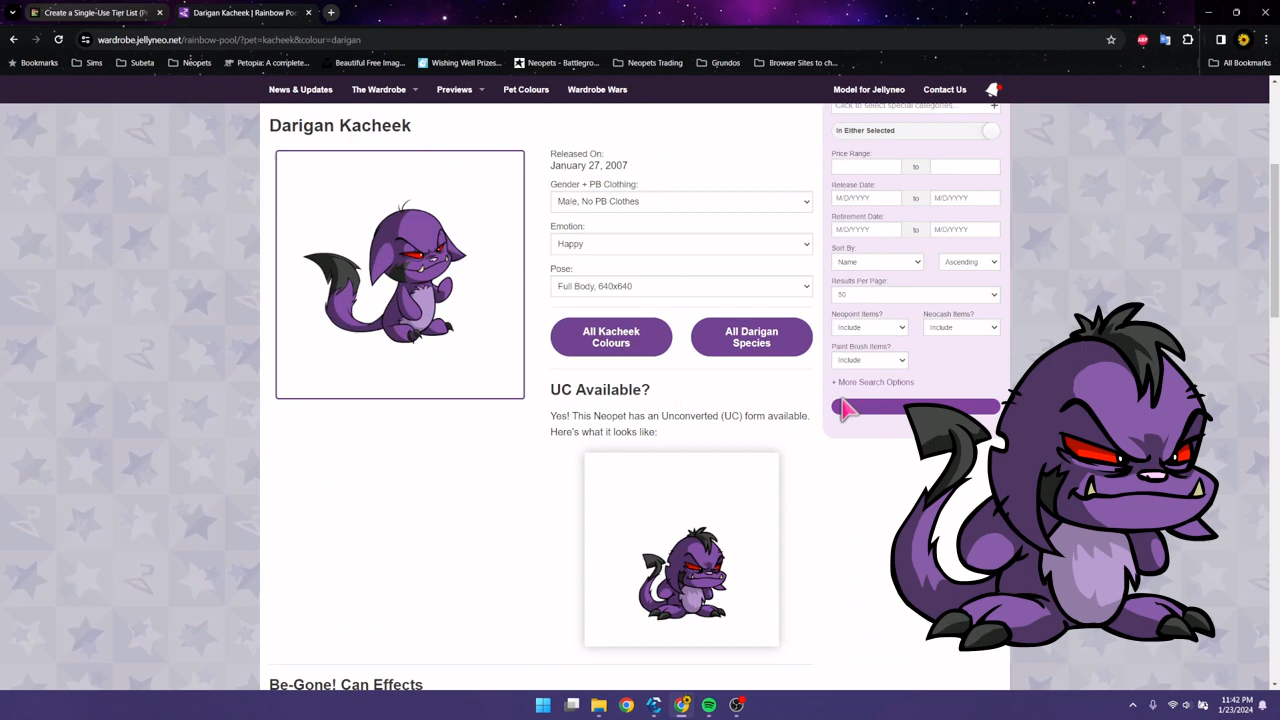 Create a Single-Use Tier List (P
Darigan Kacheek | Rainbow Po
wardrobe.jellyneo.net/rainbow-pool/?pet=kacheek&colour=darigan
Bookmarks
Sims
Subeta
Neopets
Petopia: A complete...
Beautiful Free Imag...
Wishing Well Prizes...
Neopets - Battlegro...
Neopets Trading
Grundos
Browser Sites to ch...
All Bookmarks
News & Updates
The Wardrobe
Previews
Pet Colours
Wardrobe Wars
Model for Jellyneo
Contact Us
Darigan Kacheek
Released On:
January 27, 2007
Gender + PB Clothing:
Male, No PB Clothes
Emotion:
Happy
Pose:
Full Body, 640x640
All Kacheek
Colours
All Darigan
Species
UC Available?
Yes! This Neopet has an Unconverted (UC) form available.
Here's what it looks like:
Be-Gone! Can Effects
Click to select special categories...
In Either Selected
Price Range:
to
Release Date:
M/D/YYYY to M/D/YYYY
Retirement Date:
M/D/YYYY to M/D/YYYY
Sort By:
Name Ascending
Results Per Page:
50
Neopoint Items? Neocash Items?
Include Include
Paint Brush Items?
Include
+ More Search Options
11:42 PM
1/23/2024